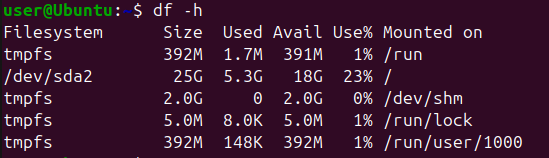 user@Ubuntu:~$ df -h
Filesystem      Size  Used Avail Use% Mounted on
tmpfs           392M  1.7M  391M   1% /run
/dev/sda2        25G  5.3G   18G  23% /
tmpfs           2.0G     0  2.0G   0% /dev/shm
tmpfs           5.0M  8.0K  5.0M   1% /run/lock
tmpfs           392M  148K  392M   1% /run/user/1000